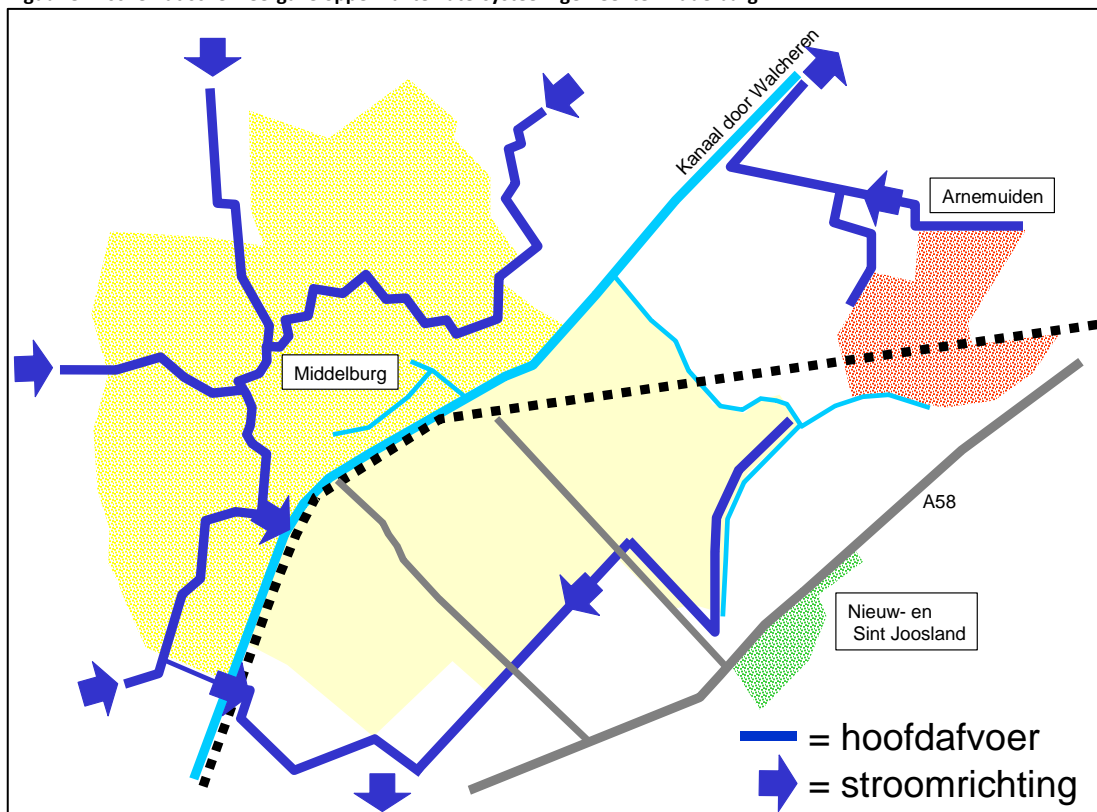 Kanaal door Walcheren
Arnemuiden
Middelburg
A58
Nieuw- en
Sint Joosland
= hoofdafvoer
= stroomrichting